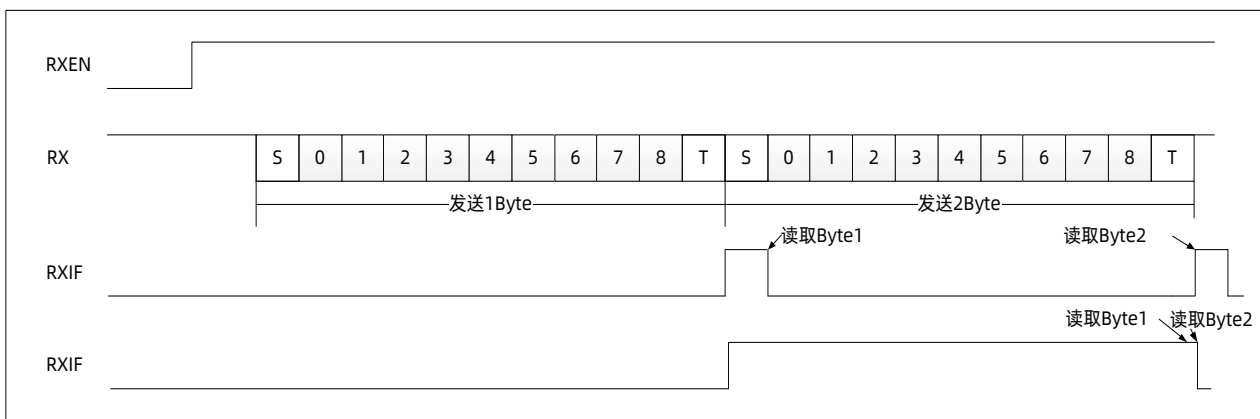 RXEN
RX S 0 1 2 3 4 5 6 7 8 T S 0 1 2 3 4 5 6 7 8 T
发送1Byte 发送2Byte
读取Byte1 读取Byte2
RXIF
读取Byte1 读取Byte2
RXIF